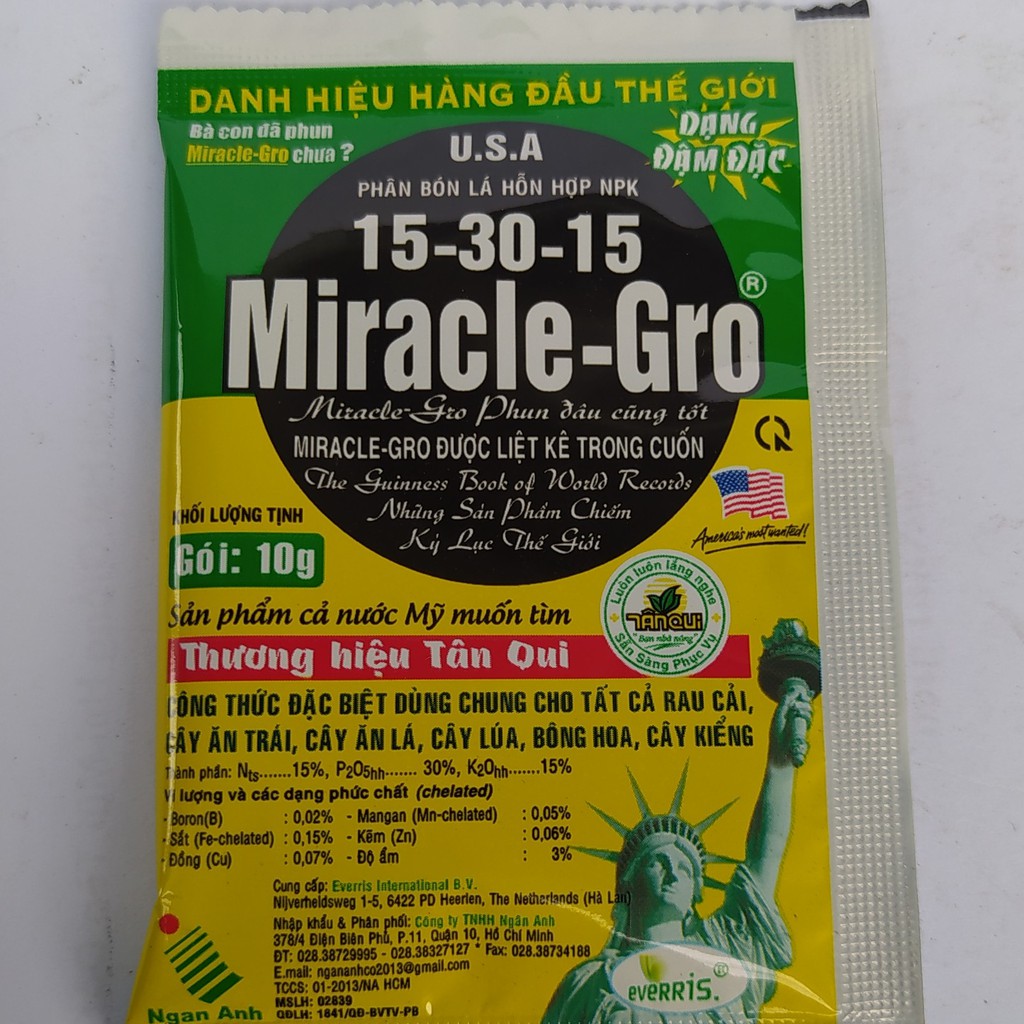 DANH HIỆU HÀNG ĐẦU THẾ GIỚI
Bà con đã phun
Miracle-Gro chưa ?
DẠNG
ĐẬM ĐẶC
U.S.A
PHÂN BÓN LÁ HỖN HỢP NPK
15-30-15
Miracle-Gro®
Miracle-Gro Phun đâu cũng tốt
MIRACLE-GRO ĐƯỢC LIỆT KÊ TRONG CUỐN
The Guinness Book of World Records
Những Sản Phẩm Chiếm
Kỷ Lục Thế Giới
America's most wanted!
KHỐI LƯỢNG TỊNH
Gói: 10g
Sản phẩm cả nước Mỹ muốn tìm
Thương hiệu Tân Qui
Luôn luôn lắng nghe
TÂN QUI
"Bạn nhà nông"
Sẵn Sàng Phục Vụ
CÔNG THỨC ĐẶC BIỆT DÙNG CHUNG CHO TẤT CẢ RAU CẢI,
CÂY ĂN TRÁI, CÂY ĂN LÁ, CÂY LÚA, BÔNG HOA, CÂY KIỂNG
Thành phần: Nts.......15%, P2O5hh....... 30%, K2Ohh.......15%
Vi lượng và các dạng phức chất (chelated)
- Boron(B) : 0,02% - Mangan (Mn-chelated) : 0,05%
- Sắt (Fe-chelated) : 0,15% - Kẽm (Zn) : 0,06%
- Đồng (Cu) : 0,07% - Độ ẩm : 3%
Cung cấp: Everris International B.V.
Nijverheidsweg 1-5, 6422 PD Heerlen, The Netherlands (Hà Lan)
Nhập khẩu & Phân phối: Công ty TNHH Ngân Anh
378/4 Điện Biên Phủ, P.11, Quận 10, Hồ Chí Minh
ĐT: 028.38729995 - 028.38327127 * Fax: 028.38734188
E.mail: ngananhco2013@gmail.com
TCCS: 01-2013/NA HCM
MSLH: 02839
QĐLH: 1841/QĐ-BVTV-PB
Ngan Anh
everris.®